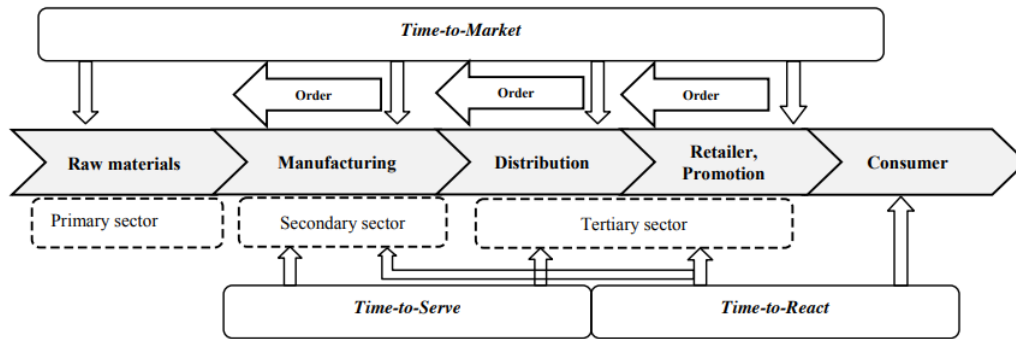 Time-to-Market
Order
Order
Order
Raw materials
Manufacturing
Distribution
Retailer,
Promotion
Consumer
Primary sector
Secondary sector
Tertiary sector
Time-to-Serve
Time-to-React